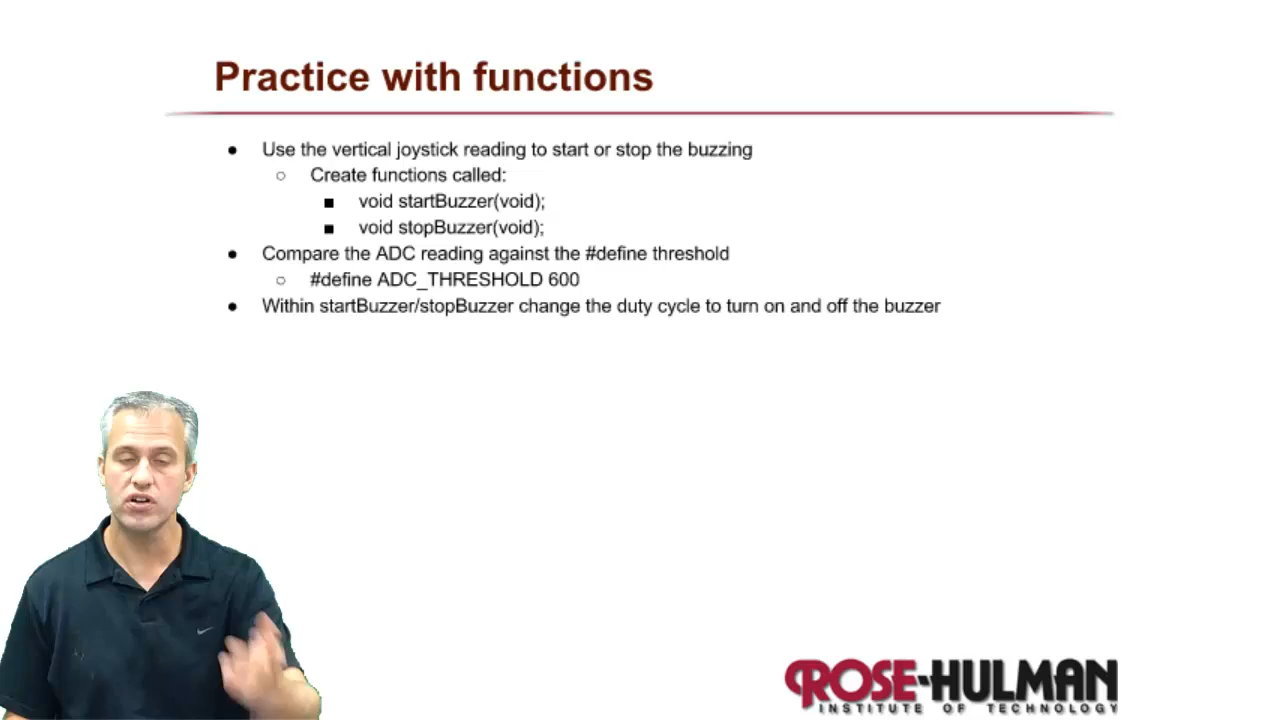 Practice with functions
● Use the vertical joystick reading to start or stop the buzzing
○ Create functions called:
■ void startBuzzer(void);
■ void stopBuzzer(void);
● Compare the ADC reading against the #define threshold
○ #define ADC_THRESHOLD 600
● Within startBuzzer/stopBuzzer change the duty cycle to turn on and off the buzzer
ROSE-HULMAN
INSTITUTE OF TECHNOLOGY